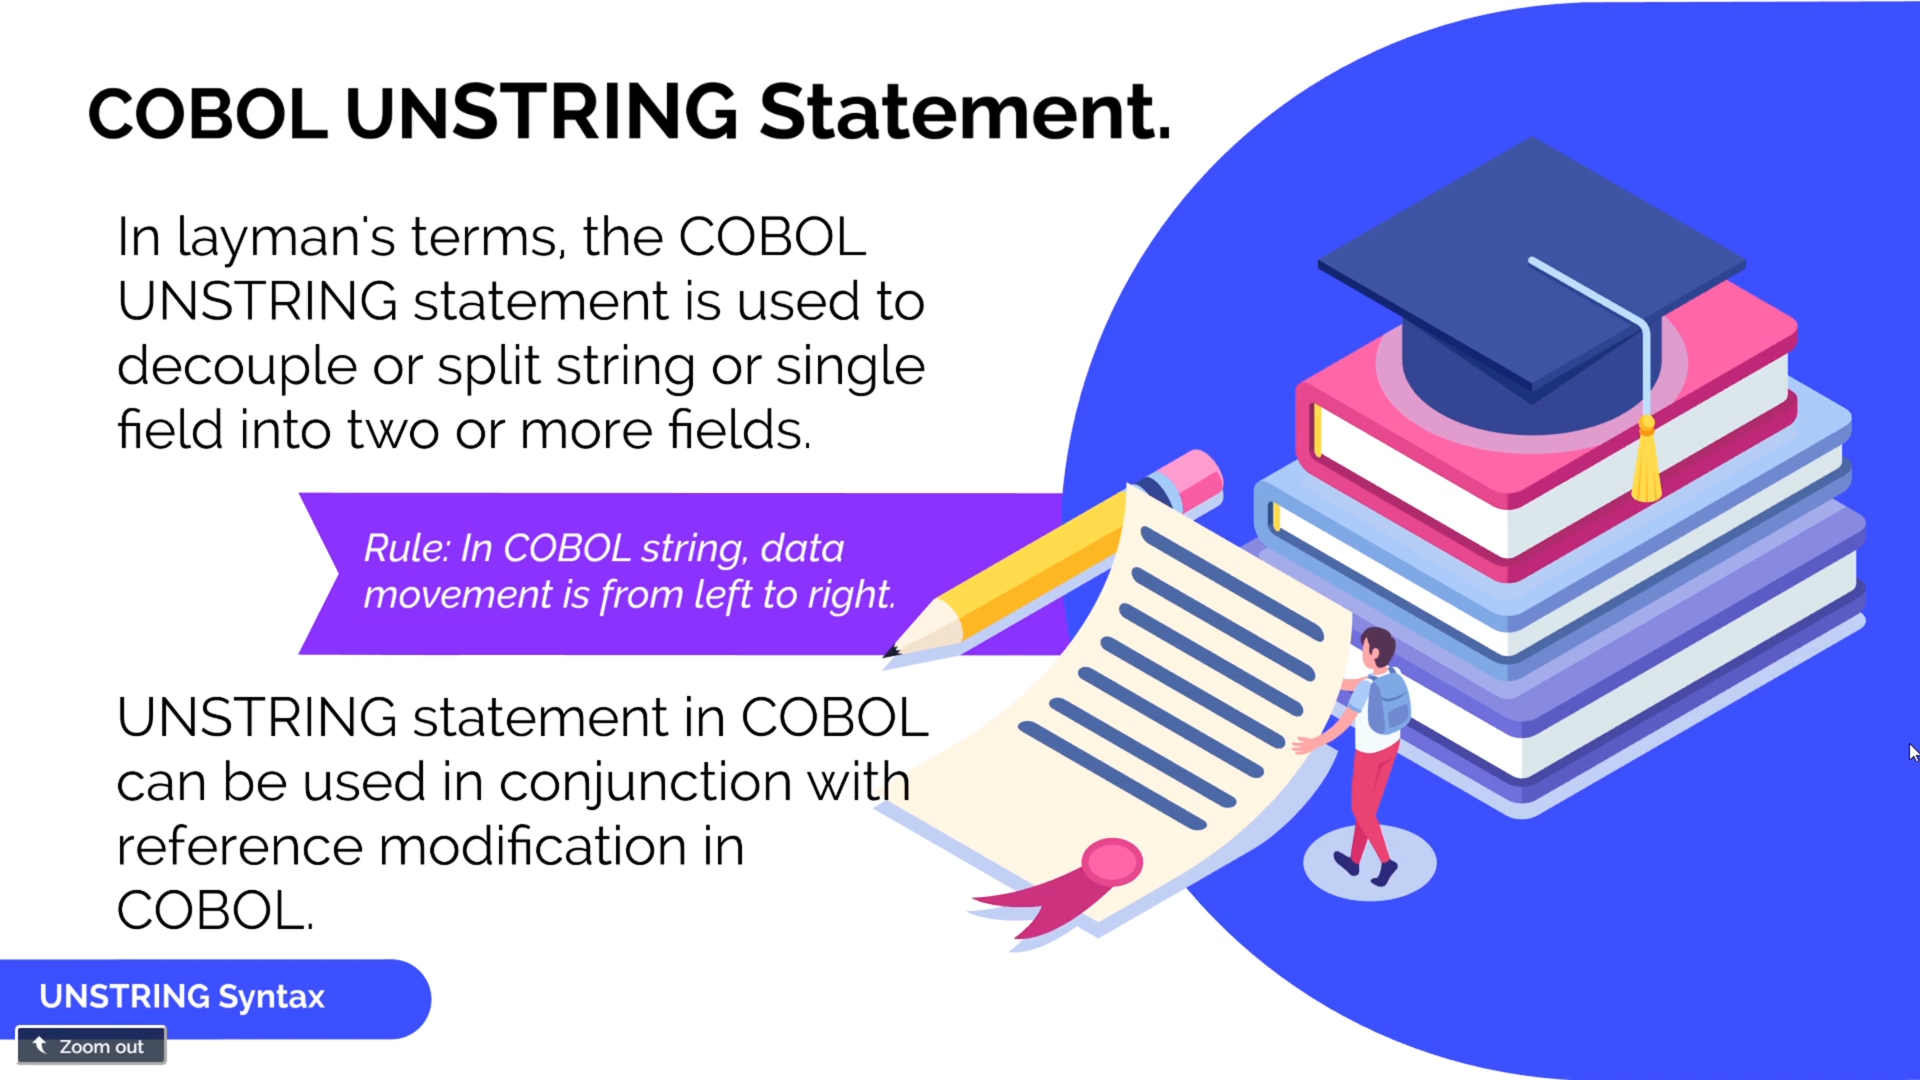 COBOL UNSTRING Statement.
In layman's terms, the COBOL
UNSTRING statement is used to
decouple or split string or single
field into two or more fields.
Rule: In COBOL string, data
movement is from left to right.
UNSTRING statement in COBOL
can be used in conjunction with
reference modification in
COBOL.
UNSTRING Syntax
Zoom out